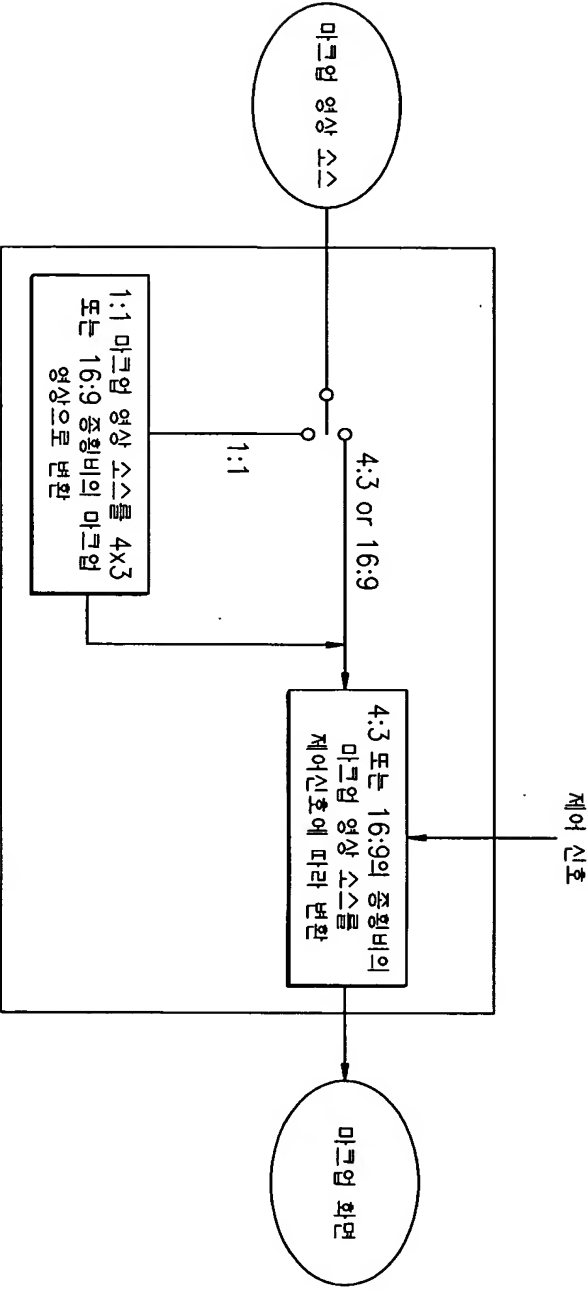 제어 신호
마크업 영상 소스
4:3 or 16:9
1:1
4:3 또는 16:9의 종횡비의
마크업 영상 소스를
제어신호에 따라 변환
1:1 마크업 영상 소스를 4x3
또는 16:9 종횡비의 마크업
영상으로 변환
마크업 화면